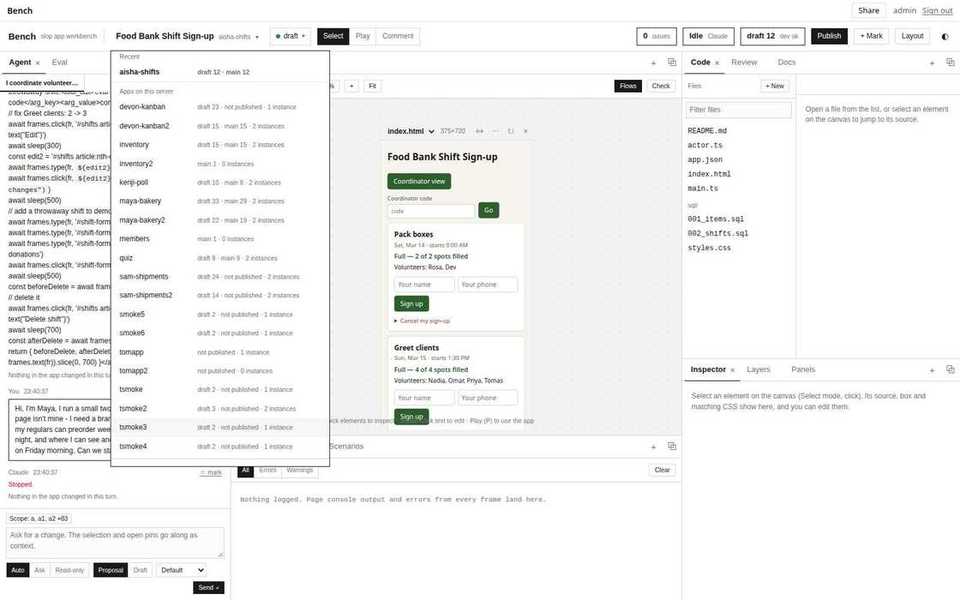 Bench
Share
admin
Sign out
Bench
slop app workbench
Food Bank Shift Sign-up
aisha-shifts
draft
Select
Play
Comment
0 issues
Idle Claude
draft 12 dev ok
Publish
+ Mark
Layout
Agent ×
Eval
I coordinate volunteer…
code</arg_key><arg_value>con
// fix Greet clients: 2 -> 3
await frames.click(fr, '#shifts artic
text("Edit")')
await sleep(300)
const edit2 = '#shifts article:nth-c
await frames.type(fr, `${edit2}
await frames.click(fr, `${edit2}
changes")`)
await sleep(500)
// add a throwaway shift to demo
await frames.type(fr, '#shift-form
await frames.type(fr, '#shift-form
await frames.type(fr, '#shift-form
donations')
await frames.click(fr, '#shift-form
await sleep(500)
const beforeDelete = await fram
// delete it
await frames.click(fr, '#shifts artic
text("Delete shift")')
await sleep(700)
const afterDelete = await frames
return { beforeDelete, afterDelet
frames.text(fr)).slice(0, 700) }</a
Nothing in the app changed in this tu
You 23:40:37
Hi, I'm Maya, I run a small two
page isn't mine - I need a bran
my regulars can preorder wee
night, and where I can see an
on Friday morning. Can we sta
Claude 23:40:37
mark
Stopped.
Nothing in the app changed in this turn.
Scope: a, a1, a2 +83
Ask for a change. The selection and open pins go along as
context.
Auto
Ask
Read-only
Proposal
Draft
Default
Send
Recent
aisha-shifts draft 12 · main 12
Apps on this server
devon-kanban draft 23 · not published · 1 instance
devon-kanban2 draft 15 · main 15 · 2 instances
inventory draft 15 · main 15 · 2 instances
inventory2 main 1 · 0 instances
kenji-poll draft 10 · main 8 · 2 instances
maya-bakery draft 33 · main 29 · 2 instances
maya-bakery2 draft 22 · main 19 · 2 instances
members main 1 · 0 instances
quiz draft 9 · main 9 · 2 instances
sam-shipments draft 24 · not published · 2 instances
sam-shipments2 draft 14 · not published · 2 instances
smoke5 draft 2 · not published · 1 instance
smoke6 draft 2 · not published · 1 instance
tomapp not published · 1 instance
tomapp2 not published · 0 instances
tsmoke draft 2 · not published · 1 instance
tsmoke2 draft 3 · not published · 2 instances
tsmoke3 draft 2 · not published · 1 instance
tsmoke4 draft 2 · not published · 1 instance
%
+
Fit
Flows
Check
index.html
375×720
Food Bank Shift Sign-up
Coordinator view
Coordinator code
code
Go
Pack boxes
Sat, Mar 14 · starts 9:00 AM
Full — 2 of 2 spots filled
Volunteers: Rosa, Dev
Your name
Your phone
Sign up
Cancel my sign-up
Greet clients
Sun, Mar 15 · starts 1:30 PM
Full — 4 of 4 spots filled
Volunteers: Nadia, Omar, Priya, Tomas
Your name
Your phone
Sign up
ck elements to inspec
text to edit · Play (P) to use the app
Scenarios
All
Errors
Warnings
Clear
Nothing logged. Page console output and errors from every frame land here.
Code ×
Review
Docs
Files
+ New
Filter files
README.md
actor.ts
app.json
index.html
main.ts
sql/
001_items.sql
002_shifts.sql
styles.css
Open a file from the list, or select an element
on the canvas to jump to its source.
Inspector ×
Layers
Panels
Select an element on the canvas (Select mode, click). Its source, box and
matching CSS show here, and you can edit them.